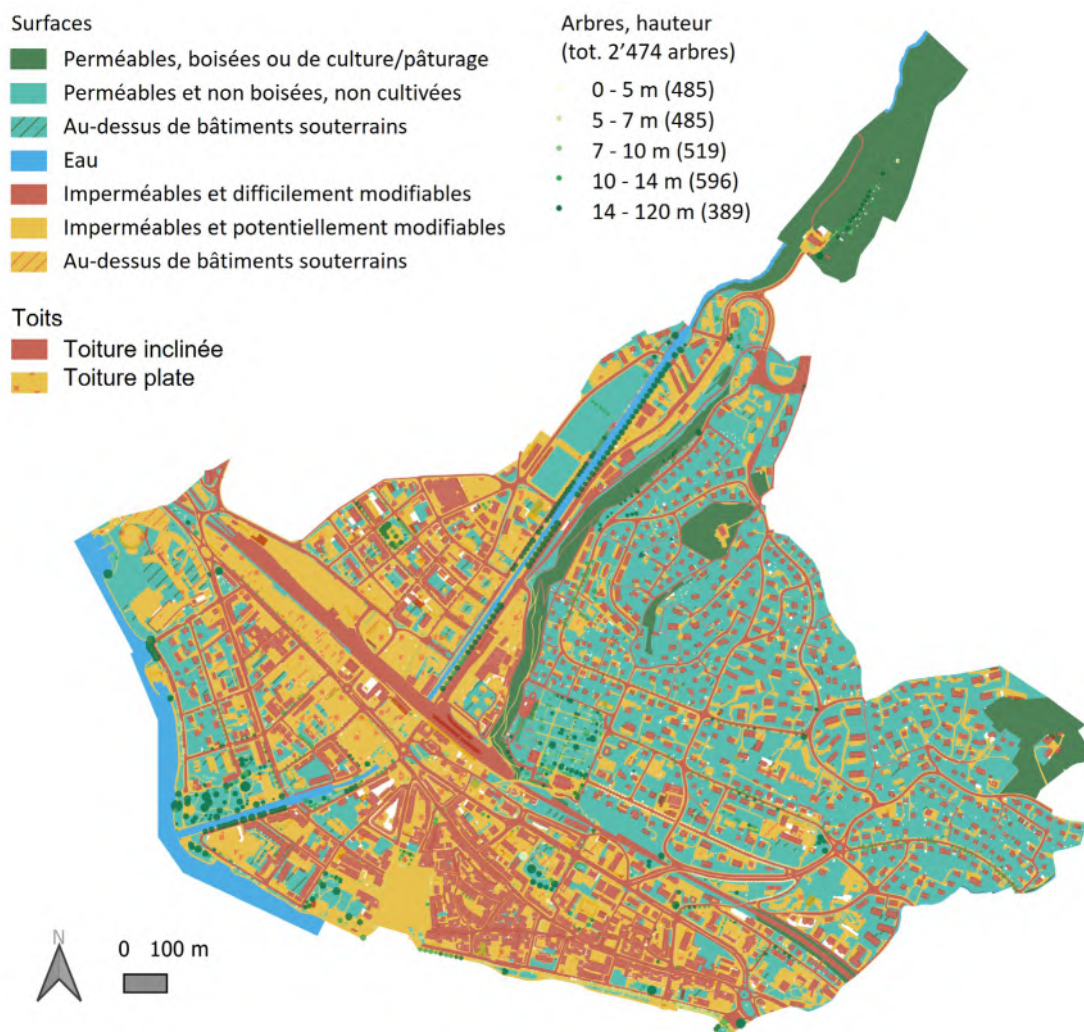 Surfaces
Perméables, boisées ou de culture/pâturage
Perméables et non boisées, non cultivées
Au-dessus de bâtiments souterrains
Eau
Imperméables et difficilement modifiables
Imperméables et potentiellement modifiables
Au-dessus de bâtiments souterrains
Toits
Toiture inclinée
Toiture plate
Arbres, hauteur
(tot. 2'474 arbres)
0 - 5 m (485)
5 - 7 m (485)
7 - 10 m (519)
10 - 14 m (596)
14 - 120 m (389)
N
0 100 m